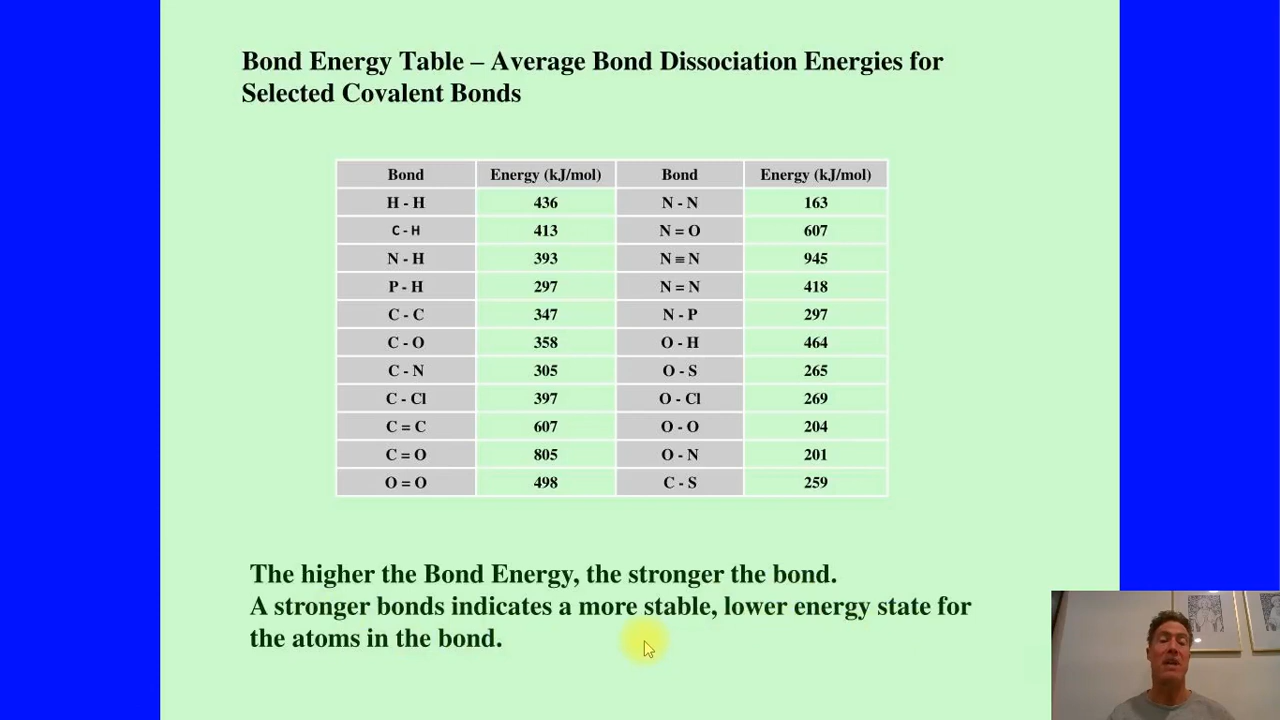 Bond Energy Table – Average Bond Dissociation Energies for
Selected Covalent Bonds
Bond Energy (kJ/mol) Bond Energy (kJ/mol)
H - H 436 N - N 163
C - H 413 N = O 607
N - H 393 N ≡ N 945
P - H 297 N = N 418
C - C 347 N - P 297
C - O 358 O - H 464
C - N 305 O - S 265
C - Cl 397 O - Cl 269
C = C 607 O - O 204
C = O 805 O - N 201
O = O 498 C - S 259
The higher the Bond Energy, the stronger the bond.
A stronger bonds indicates a more stable, lower energy state for
the atoms in the bond.